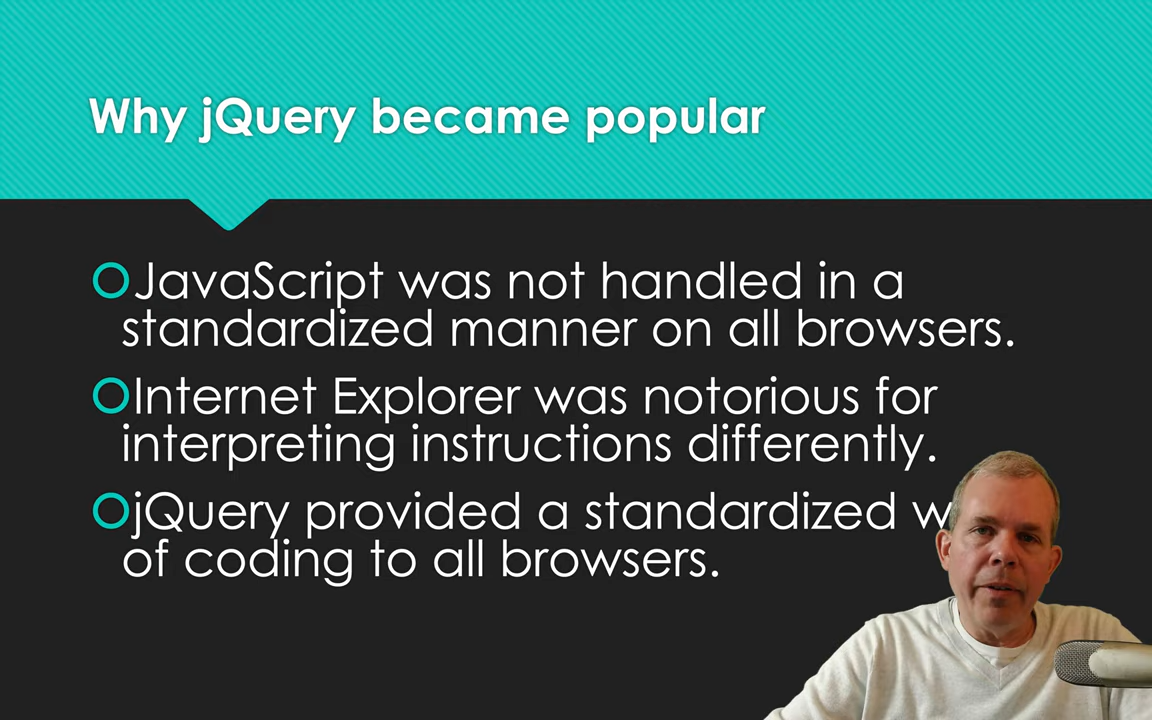 Why jQuery became popular
JavaScript was not handled in a
standardized manner on all browsers.
Internet Explorer was notorious for
interpreting instructions differently.
jQuery provided a standardized
of coding to all browsers.